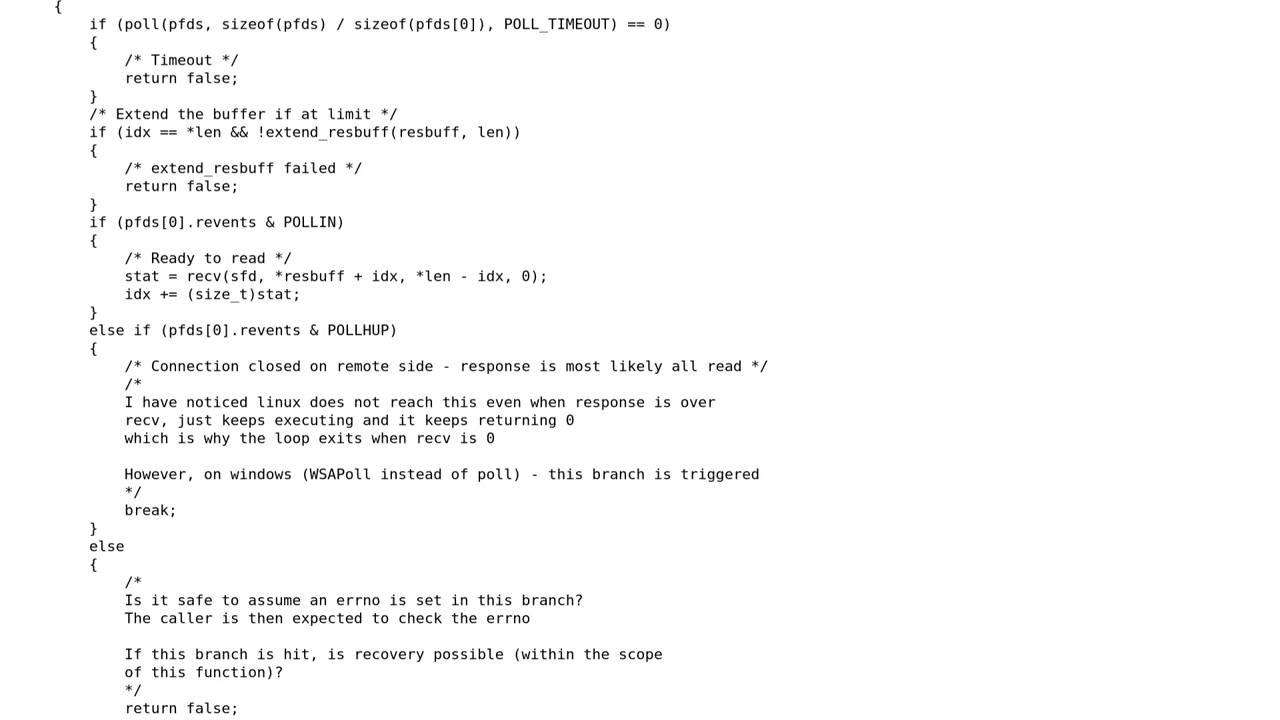 {
if (poll(pfds, sizeof(pfds) / sizeof(pfds[0]), POLL_TIMEOUT) == 0)
{
/* Timeout */
return false;
}
/* Extend the buffer if at limit */
if (idx == *len && !extend_resbuff(resbuff, len))
{
/* extend_resbuff failed */
return false;
}
if (pfds[0].revents & POLLIN)
{
/* Ready to read */
stat = recv(sfd, *resbuff + idx, *len - idx, 0);
idx += (size_t)stat;
}
else if (pfds[0].revents & POLLHUP)
{
/* Connection closed on remote side - response is most likely all read */
/*
I have noticed linux does not reach this even when response is over
recv, just keeps executing and it keeps returning 0
which is why the loop exits when recv is 0
However, on windows (WSAPoll instead of poll) - this branch is triggered
*/
break;
}
else
{
/*
Is it safe to assume an errno is set in this branch?
The caller is then expected to check the errno
If this branch is hit, is recovery possible (within the scope
of this function)?
*/
return false;